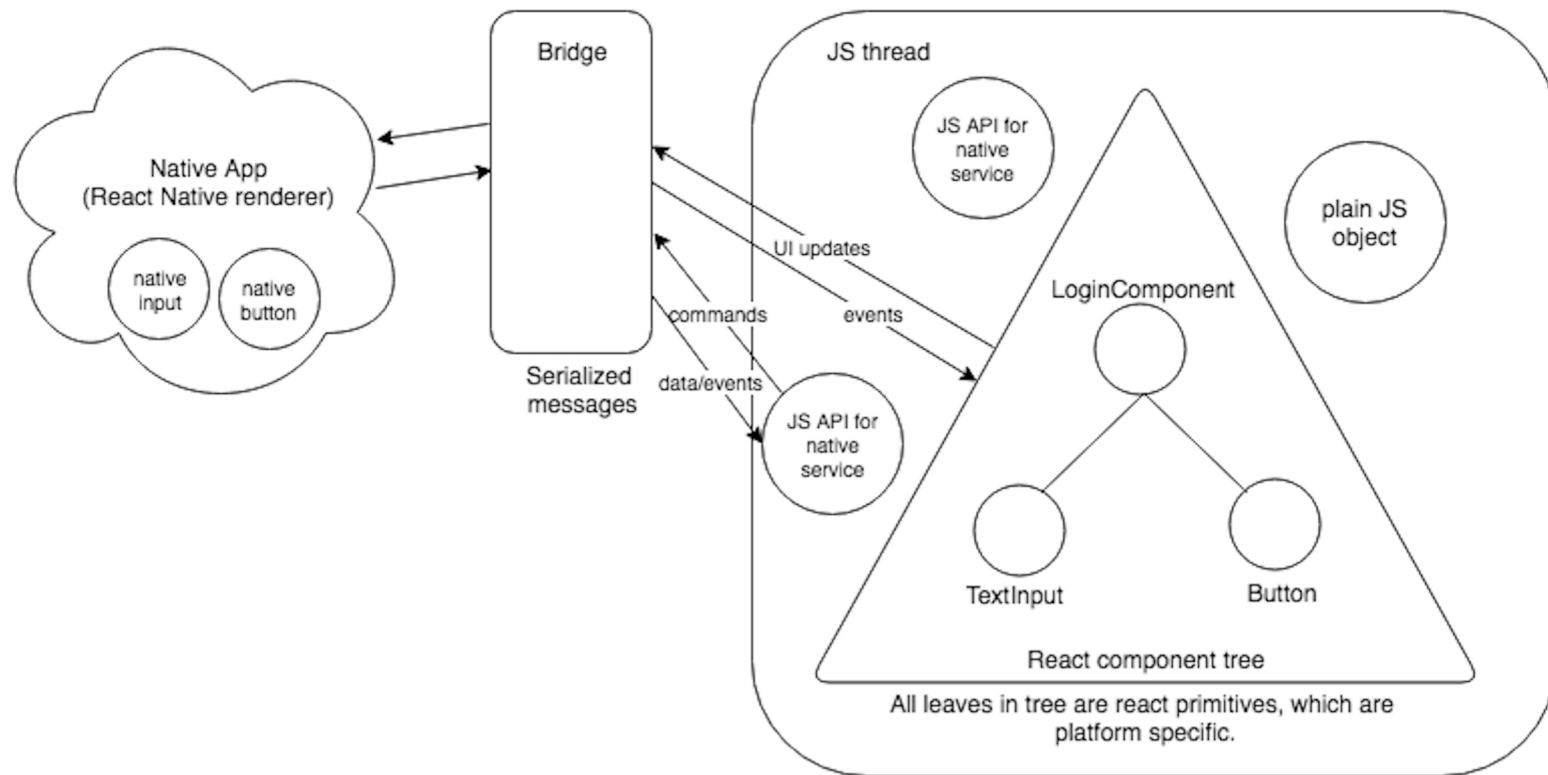 Bridge
JS thread
JS API for
native
service
Native App
(React Native renderer)
plain JS
object
native
input
native
button
UI updates
LoginComponent
commands
events
Serialized
messages
data/events
JS API for
native
service
TextInput
Button
React component tree
All leaves in tree are react primitives, which are
platform specific.